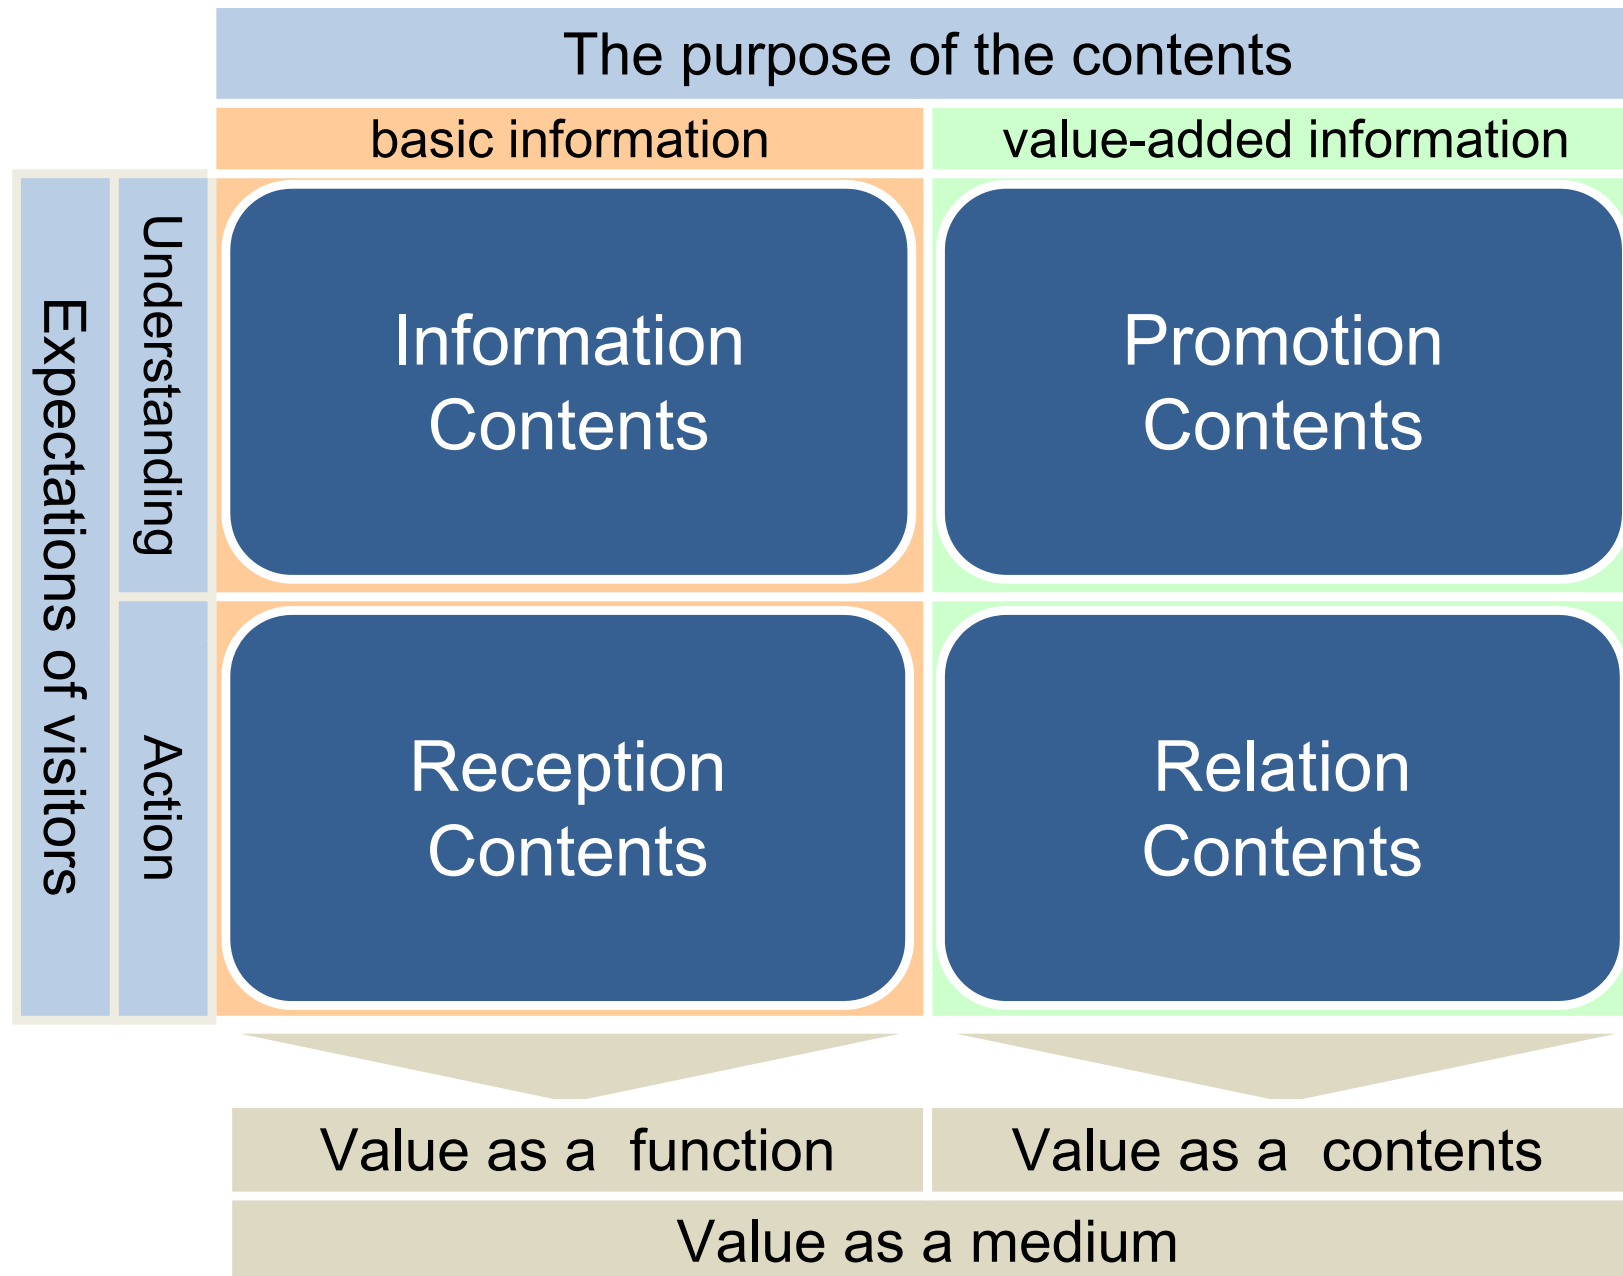 The purpose of the contents
basic information
value-added information
Expectations of visitors
Understanding
Information
Contents
Promotion
Contents
Action
Reception
Contents
Relation
Contents
Value as a  function
Value as a  contents
Value as a medium